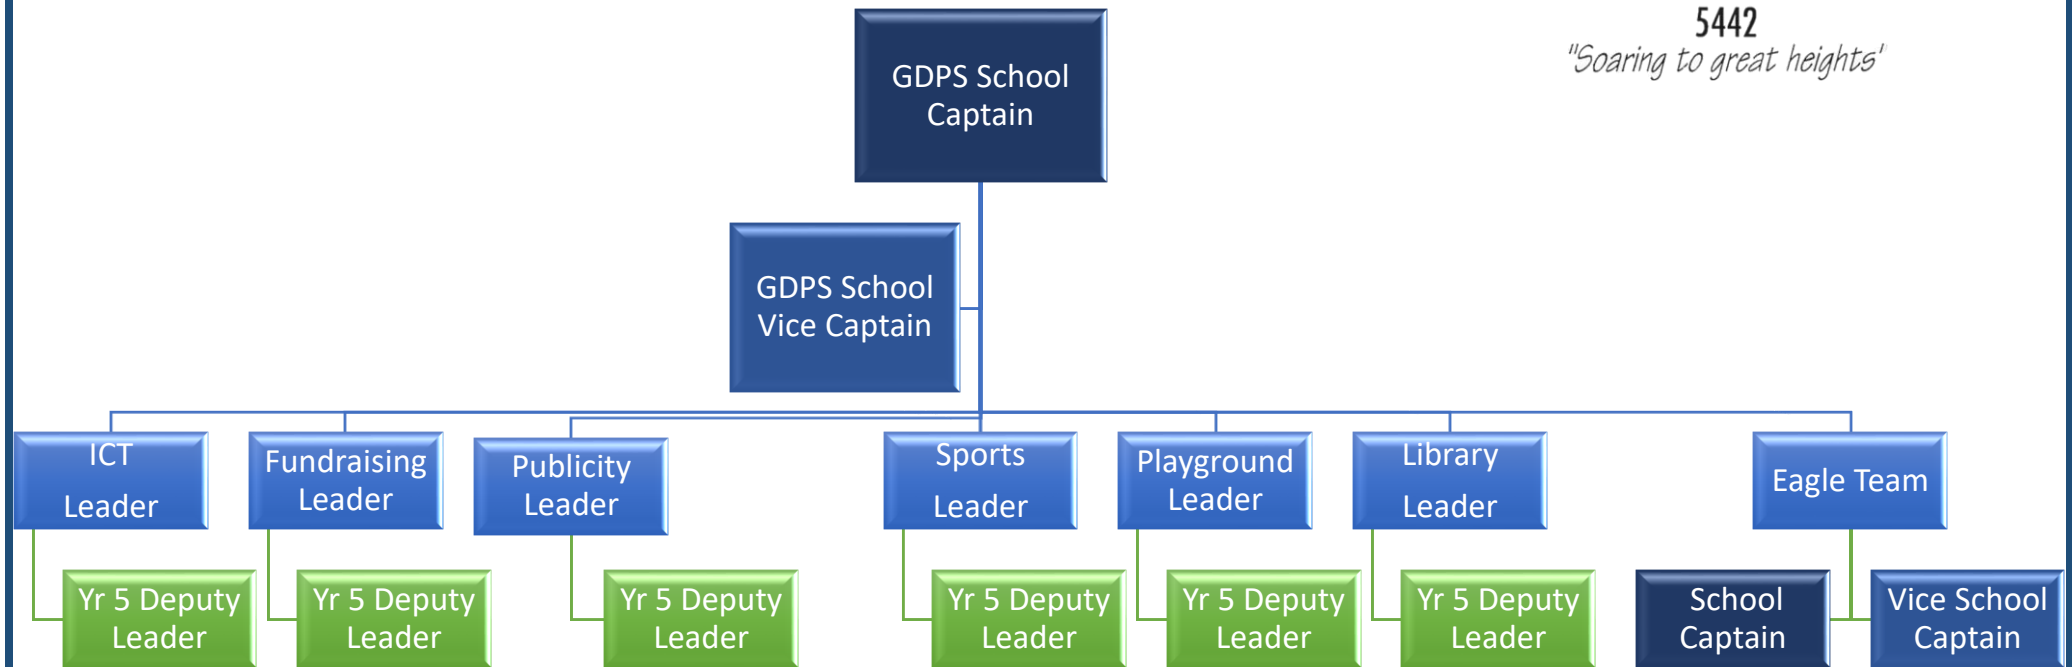 5442
"Soaring to great heights'
GDPS School
Captain
GDPS School
Vice Captain
ICT
Leader
Fundraising
Leader
Publicity
Leader
Sports
Leader
Playground
Leader
Library
Leader
Eagle Team
Yr 5 Deputy
Leader
Yr 5 Deputy
Leader
Yr 5 Deputy
Leader
Yr 5 Deputy
Leader
Yr 5 Deputy
Leader
Yr 5 Deputy
Leader
School
Captain
Vice School
Captain